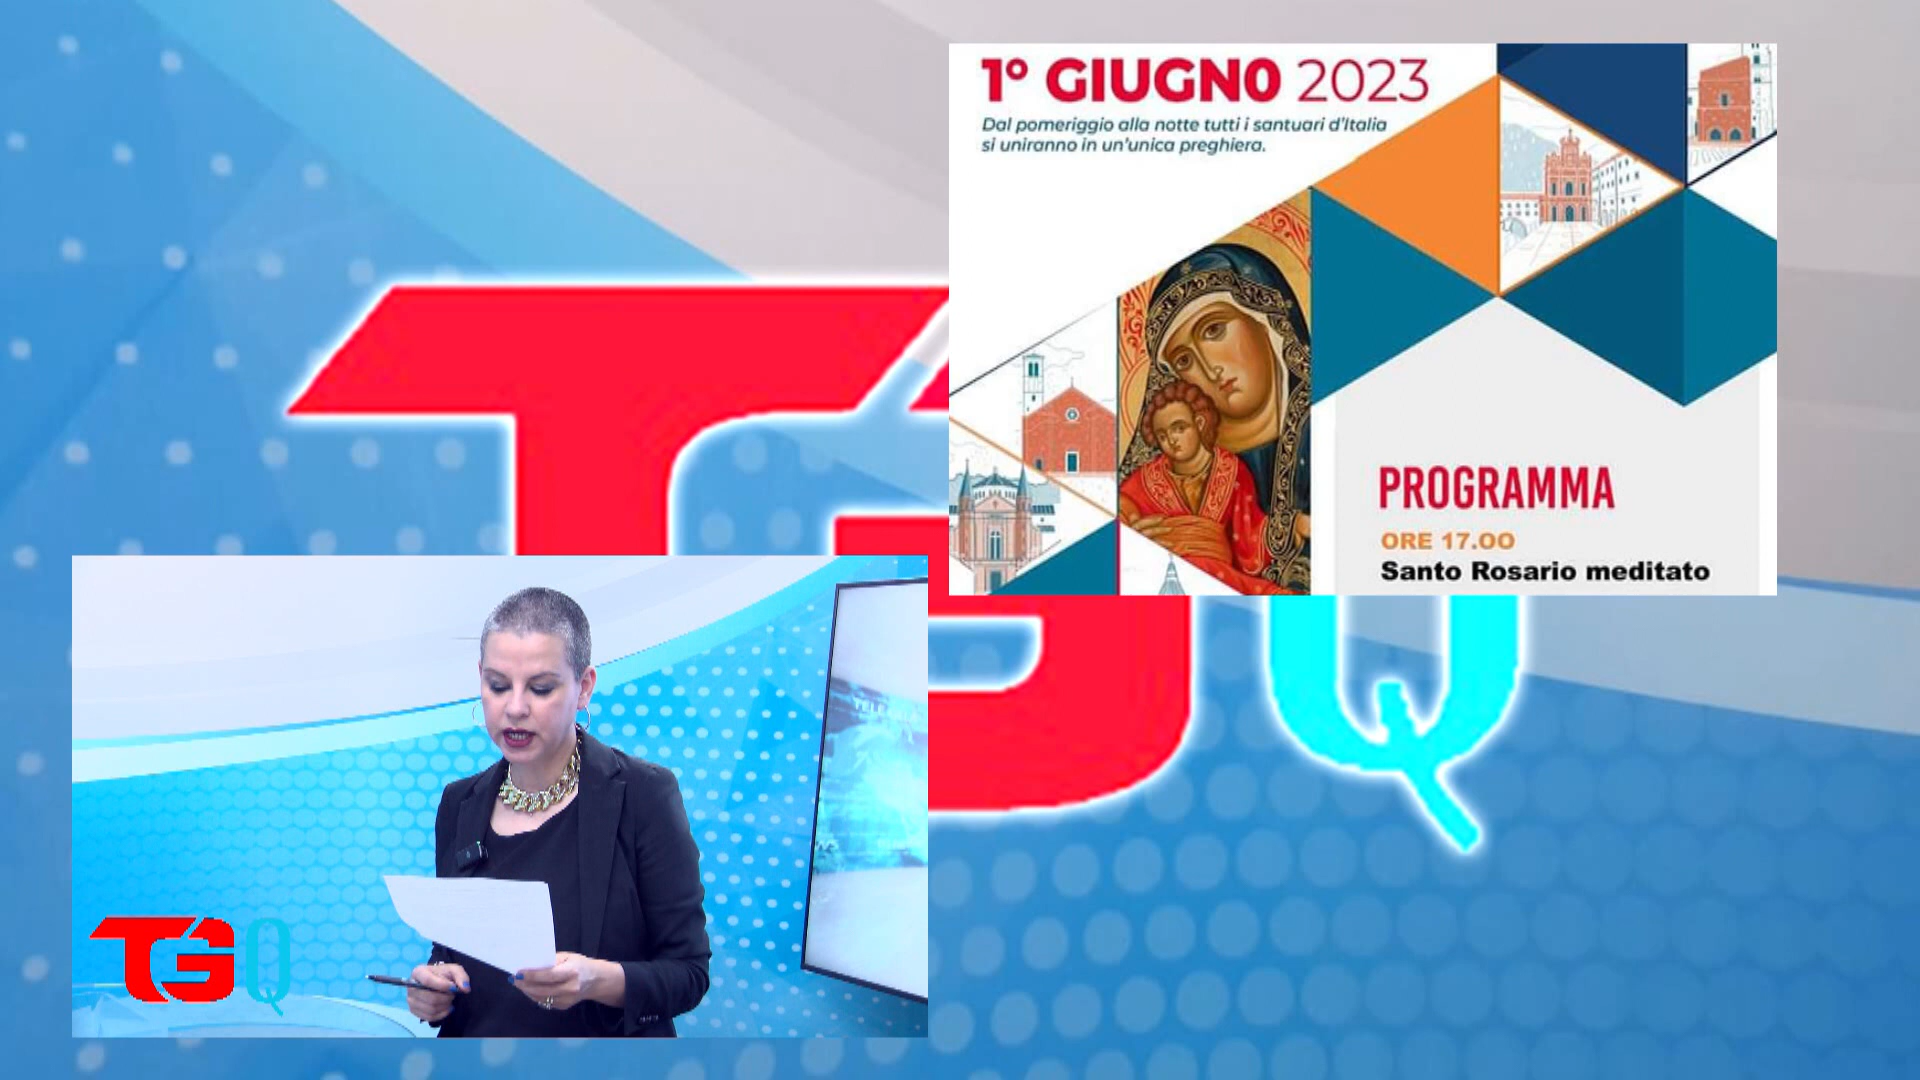 1° GIUGNO 2023
Dal pomeriggio alla notte tutti i santuari d'Italia
si uniranno in un'unica preghiera.
PROGRAMMA
ORE 17.00
Santo Rosario meditato
TGQ
TGQ